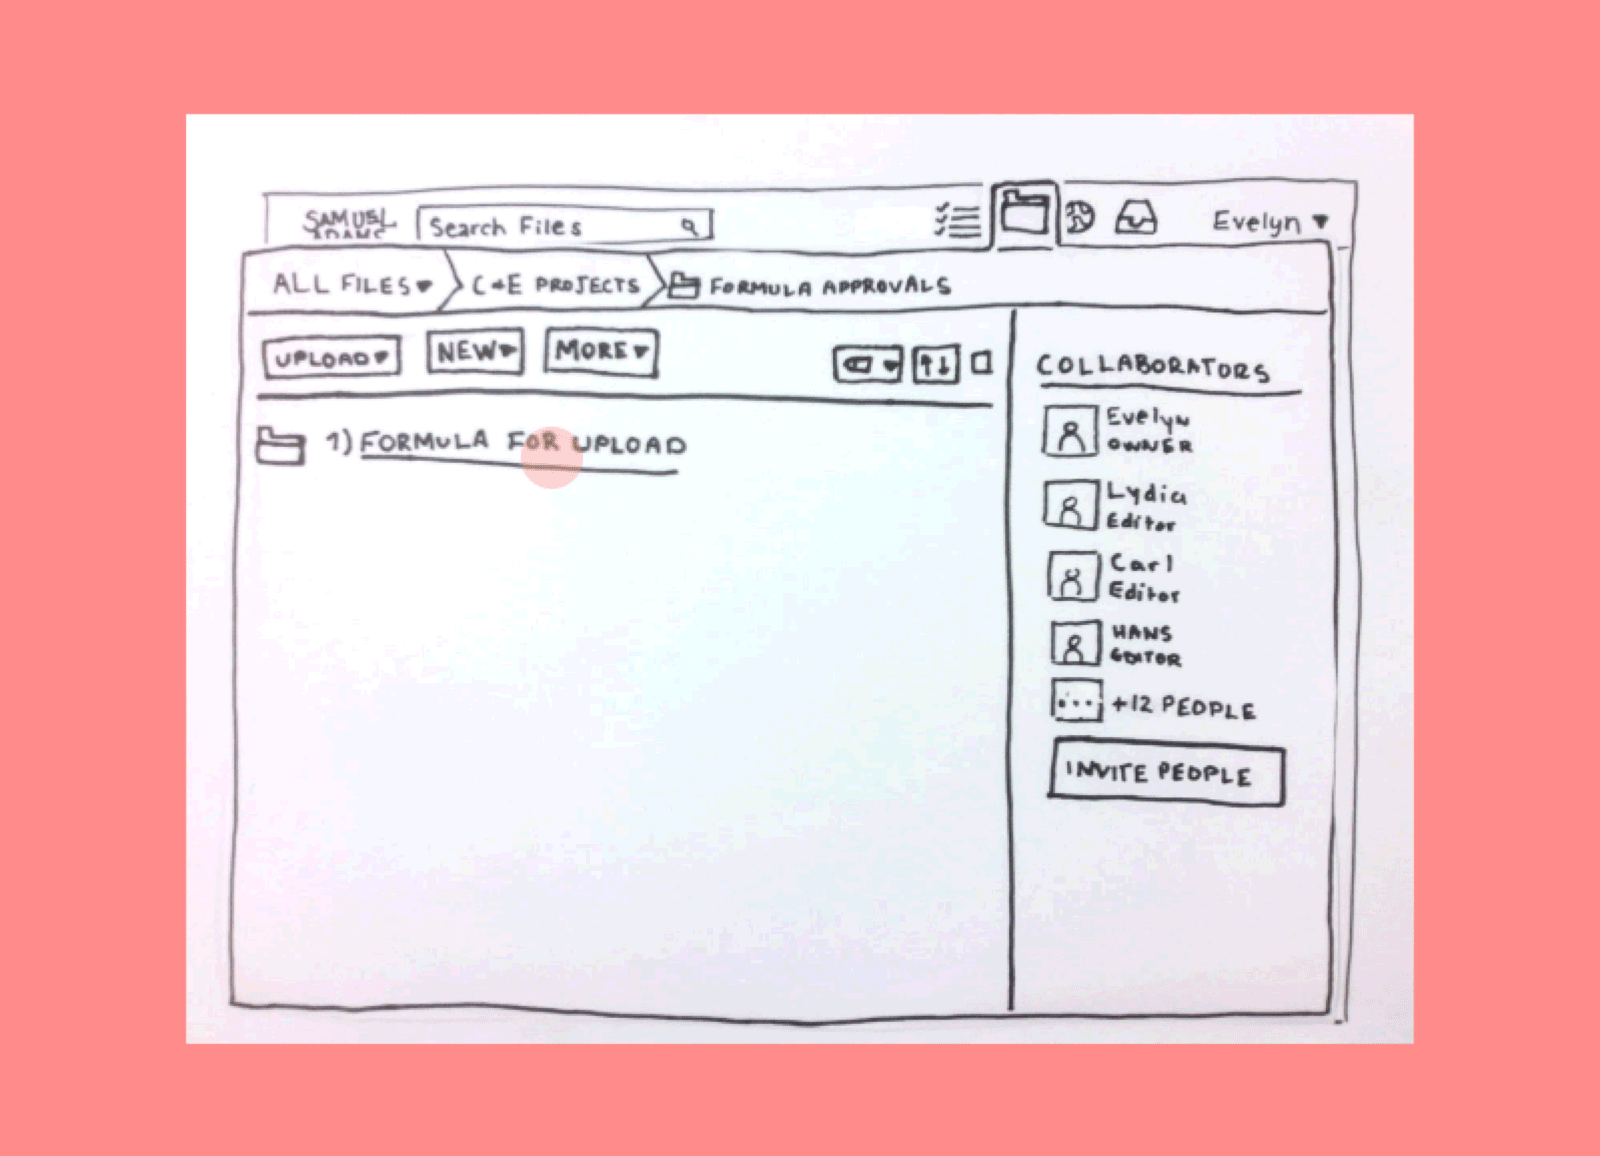 SAMUEL
ADAMS
Search Files
Evelyn
ALL FILES
C+E PROJECTS
FORMULA APPROVALS
UPLOAD
NEW
MORE
1) FORMULA FOR UPLOAD
COLLABORATORS
Evelyn
OWNER
Lydia
Editor
Carl
Editor
HANS
EDITOR
+12 PEOPLE
INVITE PEOPLE